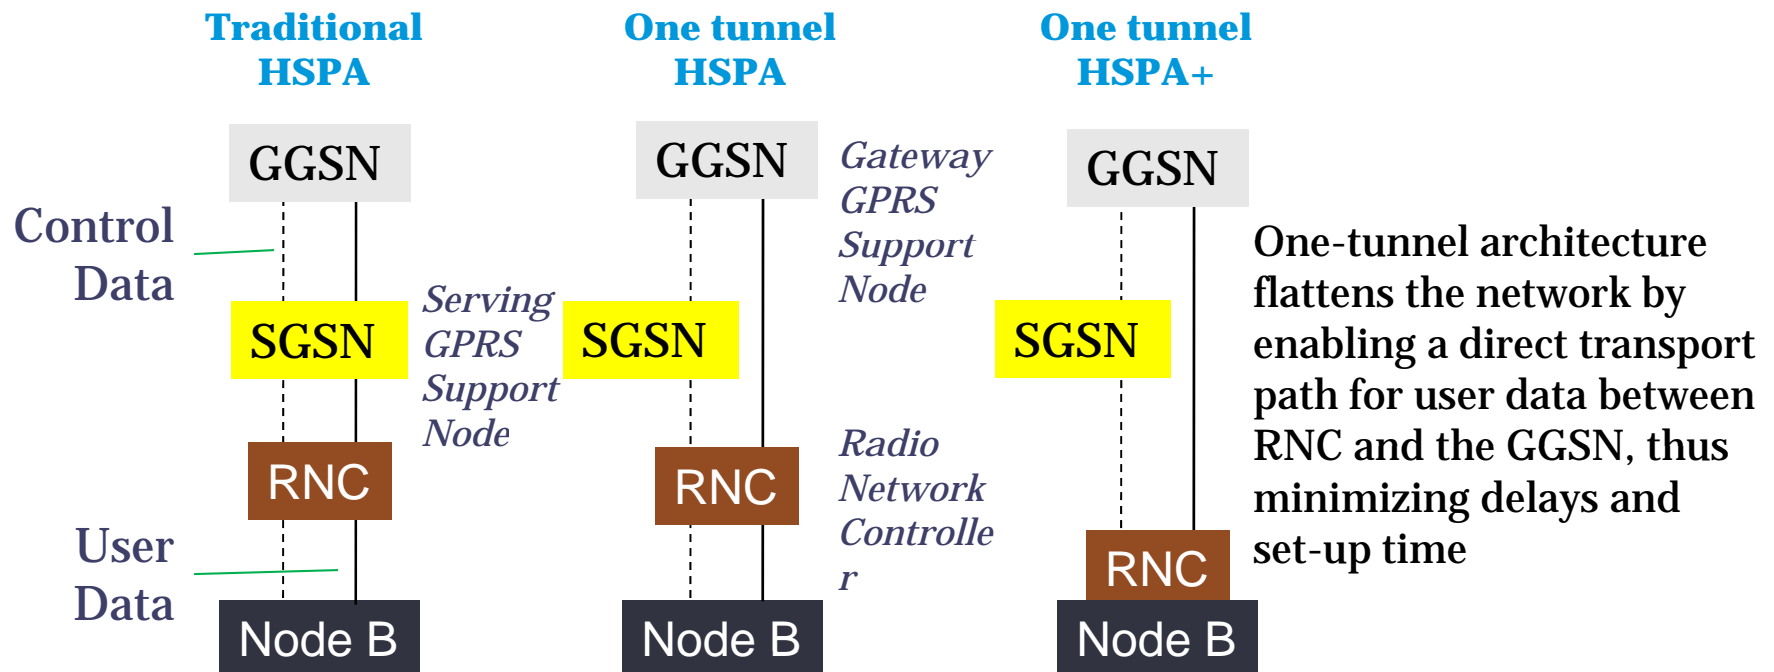 Traditional
HSPA
One tunnel
HSPA
One tunnel
HSPA+
GGSN
GGSN
GGSN
Control
Data
Serving
GPRS
Support
Node
Gateway
GPRS
Support
Node
SGSN
SGSN
SGSN
RNC
RNC
RNC
Radio
Network
Controlle
r
User
Data
Node B
Node B
Node B
One-tunnel architecture
flattens the network by
enabling a direct transport
path for user data between
RNC and the GGSN, thus
minimizing delays and
set-up time